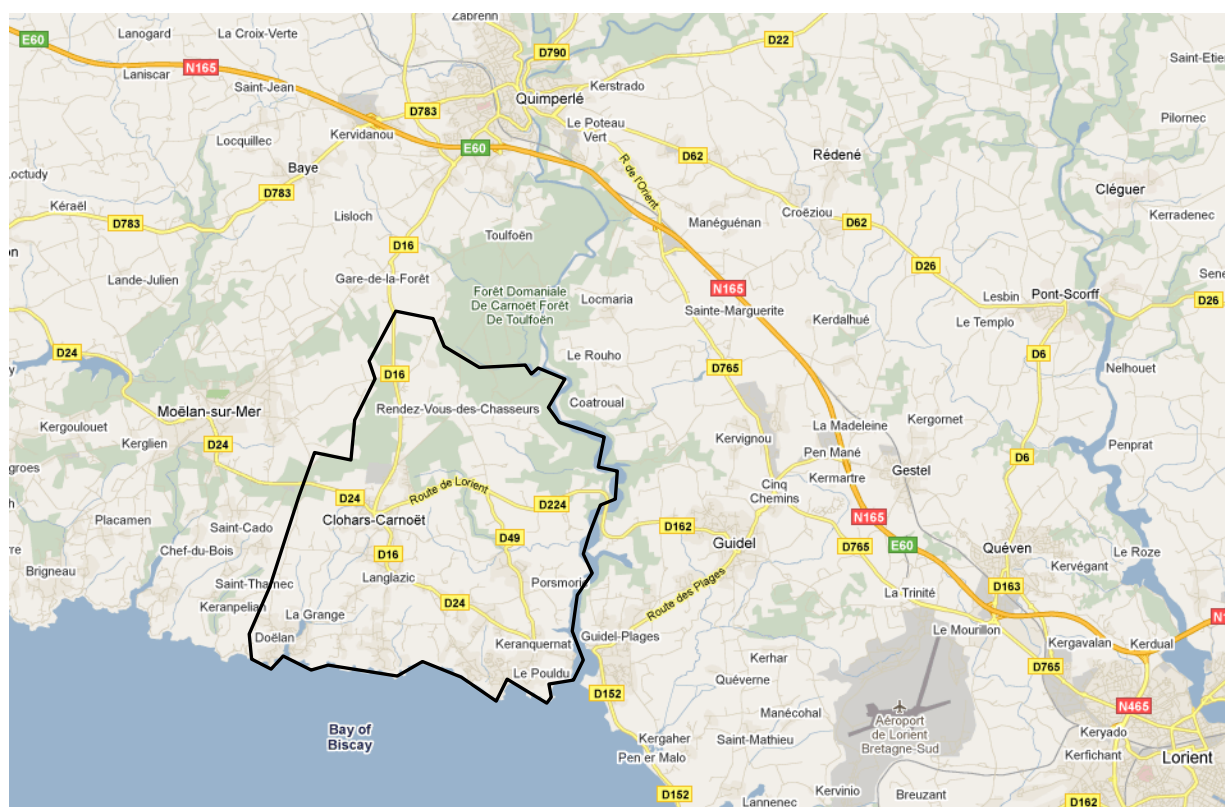 Zabrenn
Lanogard
La Croix-Verte
E60
D790
D22
N165
Saint-Etie
Laniscar
Saint-Jean
Quimperlé
Kerstrado
D783
Pilornec
Kervidanou
Le Poteau
Vert
Locquillec
E60
D62
Rédené
Baye
R de l'Orient
Loctudy
D783
Cléguer
Kéraël
Lisloch
Croëziou
Kerradenec
D783
Manéguénan
D62
Toulfoën
D16
on
D26
Sene
Lande-Julien
Gare-de-la-Forêt
Forêt Domaniale
De Carnoët Forêt
De Toulfoën
N165
Locmaria
Lesbin
Pont-Scorff
D26
Sainte-Marguerite
Le Templo
Kerdalhué
D24
Le Rouho
D6
D765
Nelhouet
D16
Moëlan-sur-Mer
Rendez-Vous-des-Chasseurs
Coatroual
Kergoulouet
Kerglien
D24
Kervignou
La Madeleine
Kergornet
Penprat
Pen Mané
D6
groes
Gestel
Kermartre
Cinq
Chemins
D24
Route de Lorient
D224
Placamen
Clohars-Carnoët
D162
N165
Saint-Cado
D49
Guidel
D765
E60
Quéven
Le Roze
erre
Chef-du-Bois
D16
Brigneau
Langlazic
Porsmoric
Route des Plages
D163
Kervégant
Saint-Thamec
La Trinité
Keranpelian
La Grange
D24
N1
Doëlan
Keranquernat
Guidel-Plages
Le Mourillon
Kergavalan
Kerdual
Kerhar
D765
Le Pouldu
Quéverne
D152
N465
Bay of
Biscay
Manécohal
Aéroport
de Lorient
Bretagne-Sud
Kergaher
Saint-Mathieu
Keryado
Pen er Malo
Kerfichant
Lorient
D152
Kervinio
Breuzant
Lannenec
D162